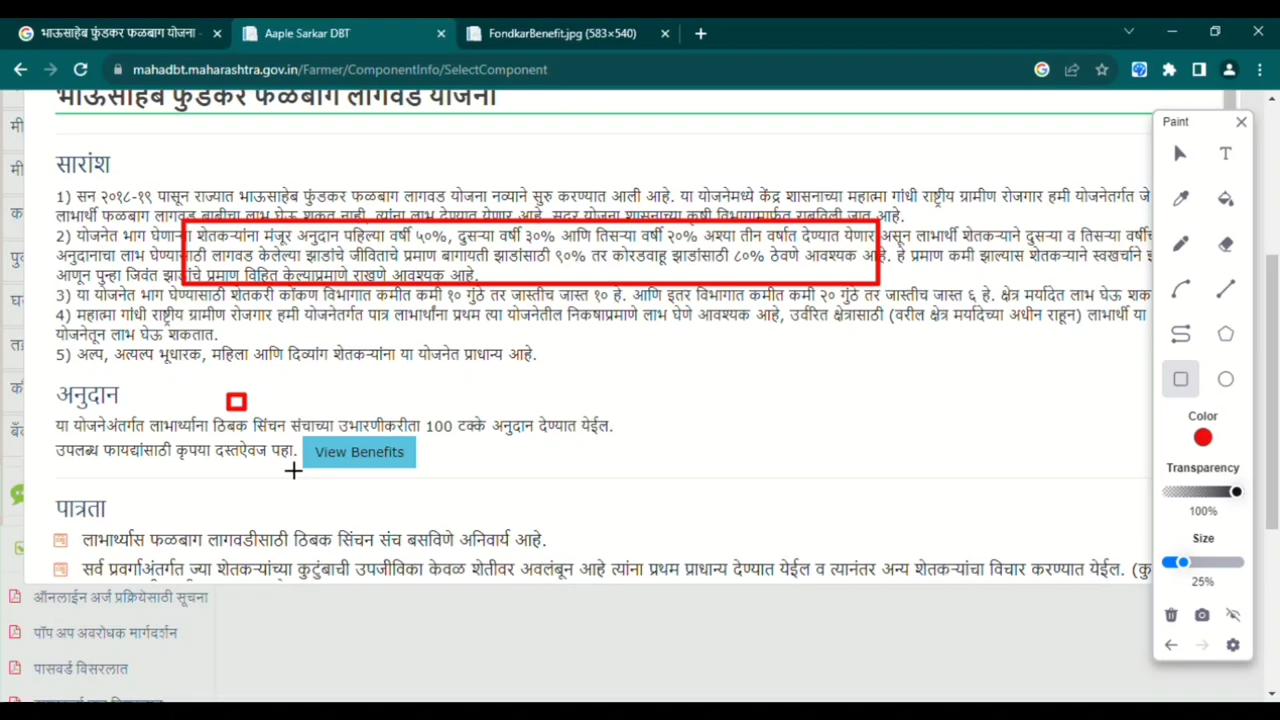 भाऊसाहेब फुंडकर फळबाग योजना -
Aaple Sarkar DBT
FondkarBenefit.jpg (583×540)
mahadbt.maharashtra.gov.in/Farmer/ComponentInfo/SelectComponent
भाऊसाहेब फुंडकर फळबाग लागवड योजना
सारांश
1) सन २०१८-१९ पासून राज्यात भाऊसाहेब फुंडकर फळबाग लागवड योजना नव्याने सुरु करण्यात आली आहे. या योजनेमध्ये केंद्र शासनाच्या महात्मा गांधी राष्ट्रीय ग्रामीण रोजगार हमी योजनेतर्गत जे
लाभार्थी फळबाग लागवड बाबीचा लाभ घेऊ शकत नाही, त्यांना लाभ देण्यात येणार आहे. सदर योजना शासनाच्या कृषी विभागामार्फत राबविली जात आहे.
2) योजनेत भाग घेणाऱ्या शेतकऱ्यांना मंजूर अनुदान पहिल्या वर्षी ५०%, दुसऱ्या वर्षी ३०% आणि तिसऱ्या वर्षी २०% अश्या तीन वर्षात देण्यात येणार असून लाभार्थी शेतकऱ्याने दुसऱ्या व तिसऱ्या
अनुदानाचा लाभ घेण्यासाठी लागवड केलेल्या झाडांचे जीविताचे प्रमाण बागायती झाडांसाठी ९०% तर कोरडवाहू झाडांसाठी ८०% ठेवणे आवश्यक आहे. हे प्रमाण कमी झाल्यास शेतकऱ्याने स्वखर्चाने
आणून पुन्हा जिवंत झाडांचे प्रमाण विहित केल्याप्रमाणे राखणे आवश्यक आहे.
3) या योजनेत भाग घेण्यासाठी शेतकरी कोंकण विभागात कमीत कमी १० गुंठे तर जास्तीच जास्त १० हे. आणि इतर विभागात कमीत कमी २० गुंठे तर जास्तीच जास्त ६ हे. क्षेत्र मर्यादेत लाभ घेऊ शक
4) महात्मा गांधी राष्ट्रीय ग्रामीण रोजगार हमी योजनेतर्गत पात्र लाभार्थांना प्रथम त्या योजनेतील निकषाप्रमाणे लाभ घेणे आवश्यक आहे, उर्वरित क्षेत्रासाठी (वरील क्षेत्र मर्यादेच्या अधीन राहून) लाभार्थी या
योजनेतून लाभ घेऊ शकतात.
5) अल्प, अत्यल्प भूधारक, महिला आणि दिव्यांग शेतकऱ्यांना या योजनेत प्राधान्य आहे.
अनुदान
या योजनेअंतर्गत लाभार्थ्याना ठिबक सिंचन संचाच्या उभारणीकरीता 100 टक्के अनुदान देण्यात येईल.
उपलब्ध फायद्यांसाठी कृपया दस्तऐवज पहा. View Benefits
पात्रता
लाभार्थ्यास फळबाग लागवडीसाठी ठिबक सिंचन संच बसविणे अनिवार्य आहे.
सर्व प्रवर्गाअंतर्गत ज्या शेतकऱ्यांच्या कुटुंबाची उपजीविका केवळ शेतीवर अवलंबून आहे त्यांना प्रथम प्राधान्य देण्यात येईल व त्यानंतर अन्य शेतकऱ्यांचा विचार करण्यात येईल. (कु
ऑनलाईन अर्ज प्रक्रियेसाठी सूचना
पॉप अप अवरोधक मार्गदर्शन
पासवर्ड विसरलात
Paint
T
Color
Transparency
100%
Size
25%